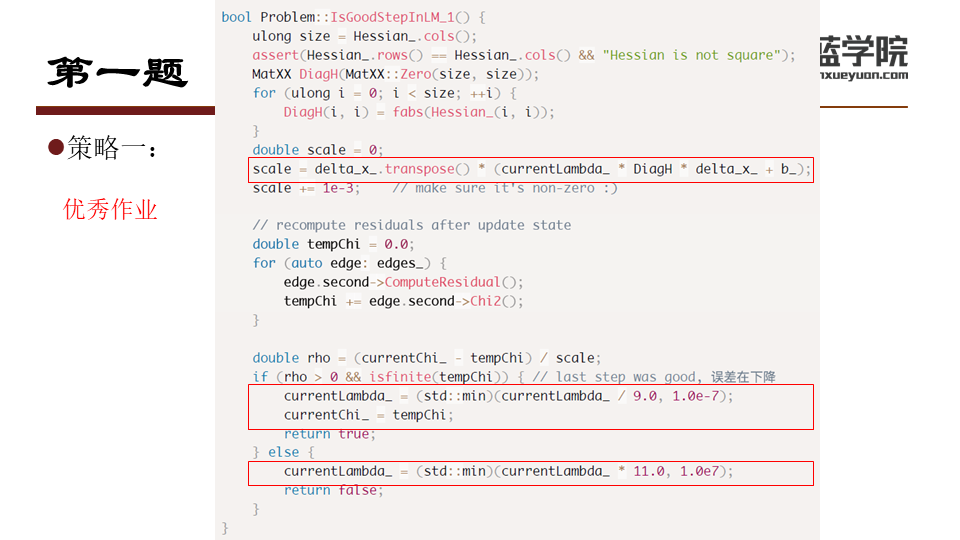 第一题
蓝学院
nxueyuan.com
●策略一：
优秀作业
bool Problem::IsGoodStepInLM_1() {
    ulong size = Hessian_.cols();
    assert(Hessian_.rows() == Hessian_.cols() && "Hessian is not square");
    MatXX DiagH(MatXX::Zero(size, size));
    for (ulong i = 0; i < size; ++i) {
        DiagH(i, i) = fabs(Hessian_(i, i));
    }
    double scale = 0;
    scale = delta_x_.transpose() * (currentLambda_ * DiagH * delta_x_ + b_);
    scale += 1e-3;    // make sure it's non-zero :)
    // recompute residuals after update state
    double tempChi = 0.0;
    for (auto edge: edges_) {
        edge.second->ComputeResidual();
        tempChi += edge.second->Chi2();
    }
    double rho = (currentChi_ - tempChi) / scale;
    if (rho > 0 && isfinite(tempChi)) { // last step was good, 误差在下降
        currentLambda_ = (std::min)(currentLambda_ / 9.0, 1.0e-7);
        currentChi_ = tempChi;
        return true;
    } else {
        currentLambda_ = (std::min)(currentLambda_ * 11.0, 1.0e7);
        return false;
    }
}